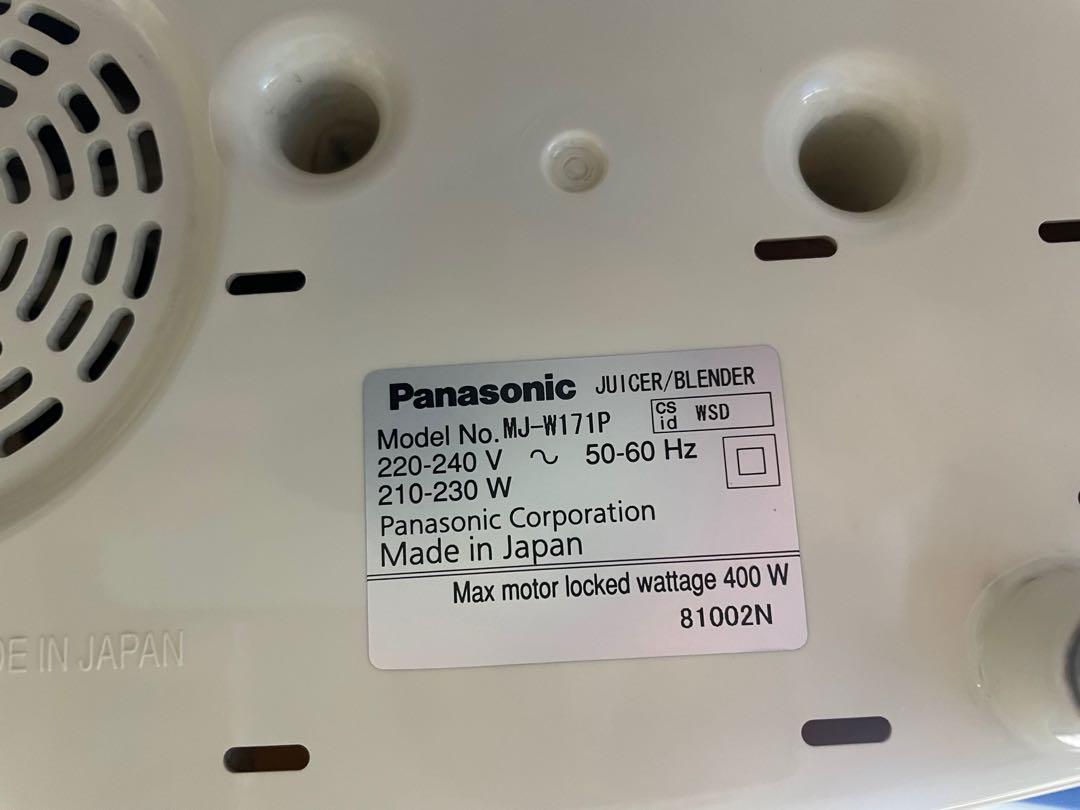 Panasonic JUICER/BLENDER
Model No. MJ-W171P CS id WSD
220-240 V ~ 50-60 Hz
210-230 W
Panasonic Corporation
Made in Japan
Max motor locked wattage 400 W
81002N
DE IN JAPAN